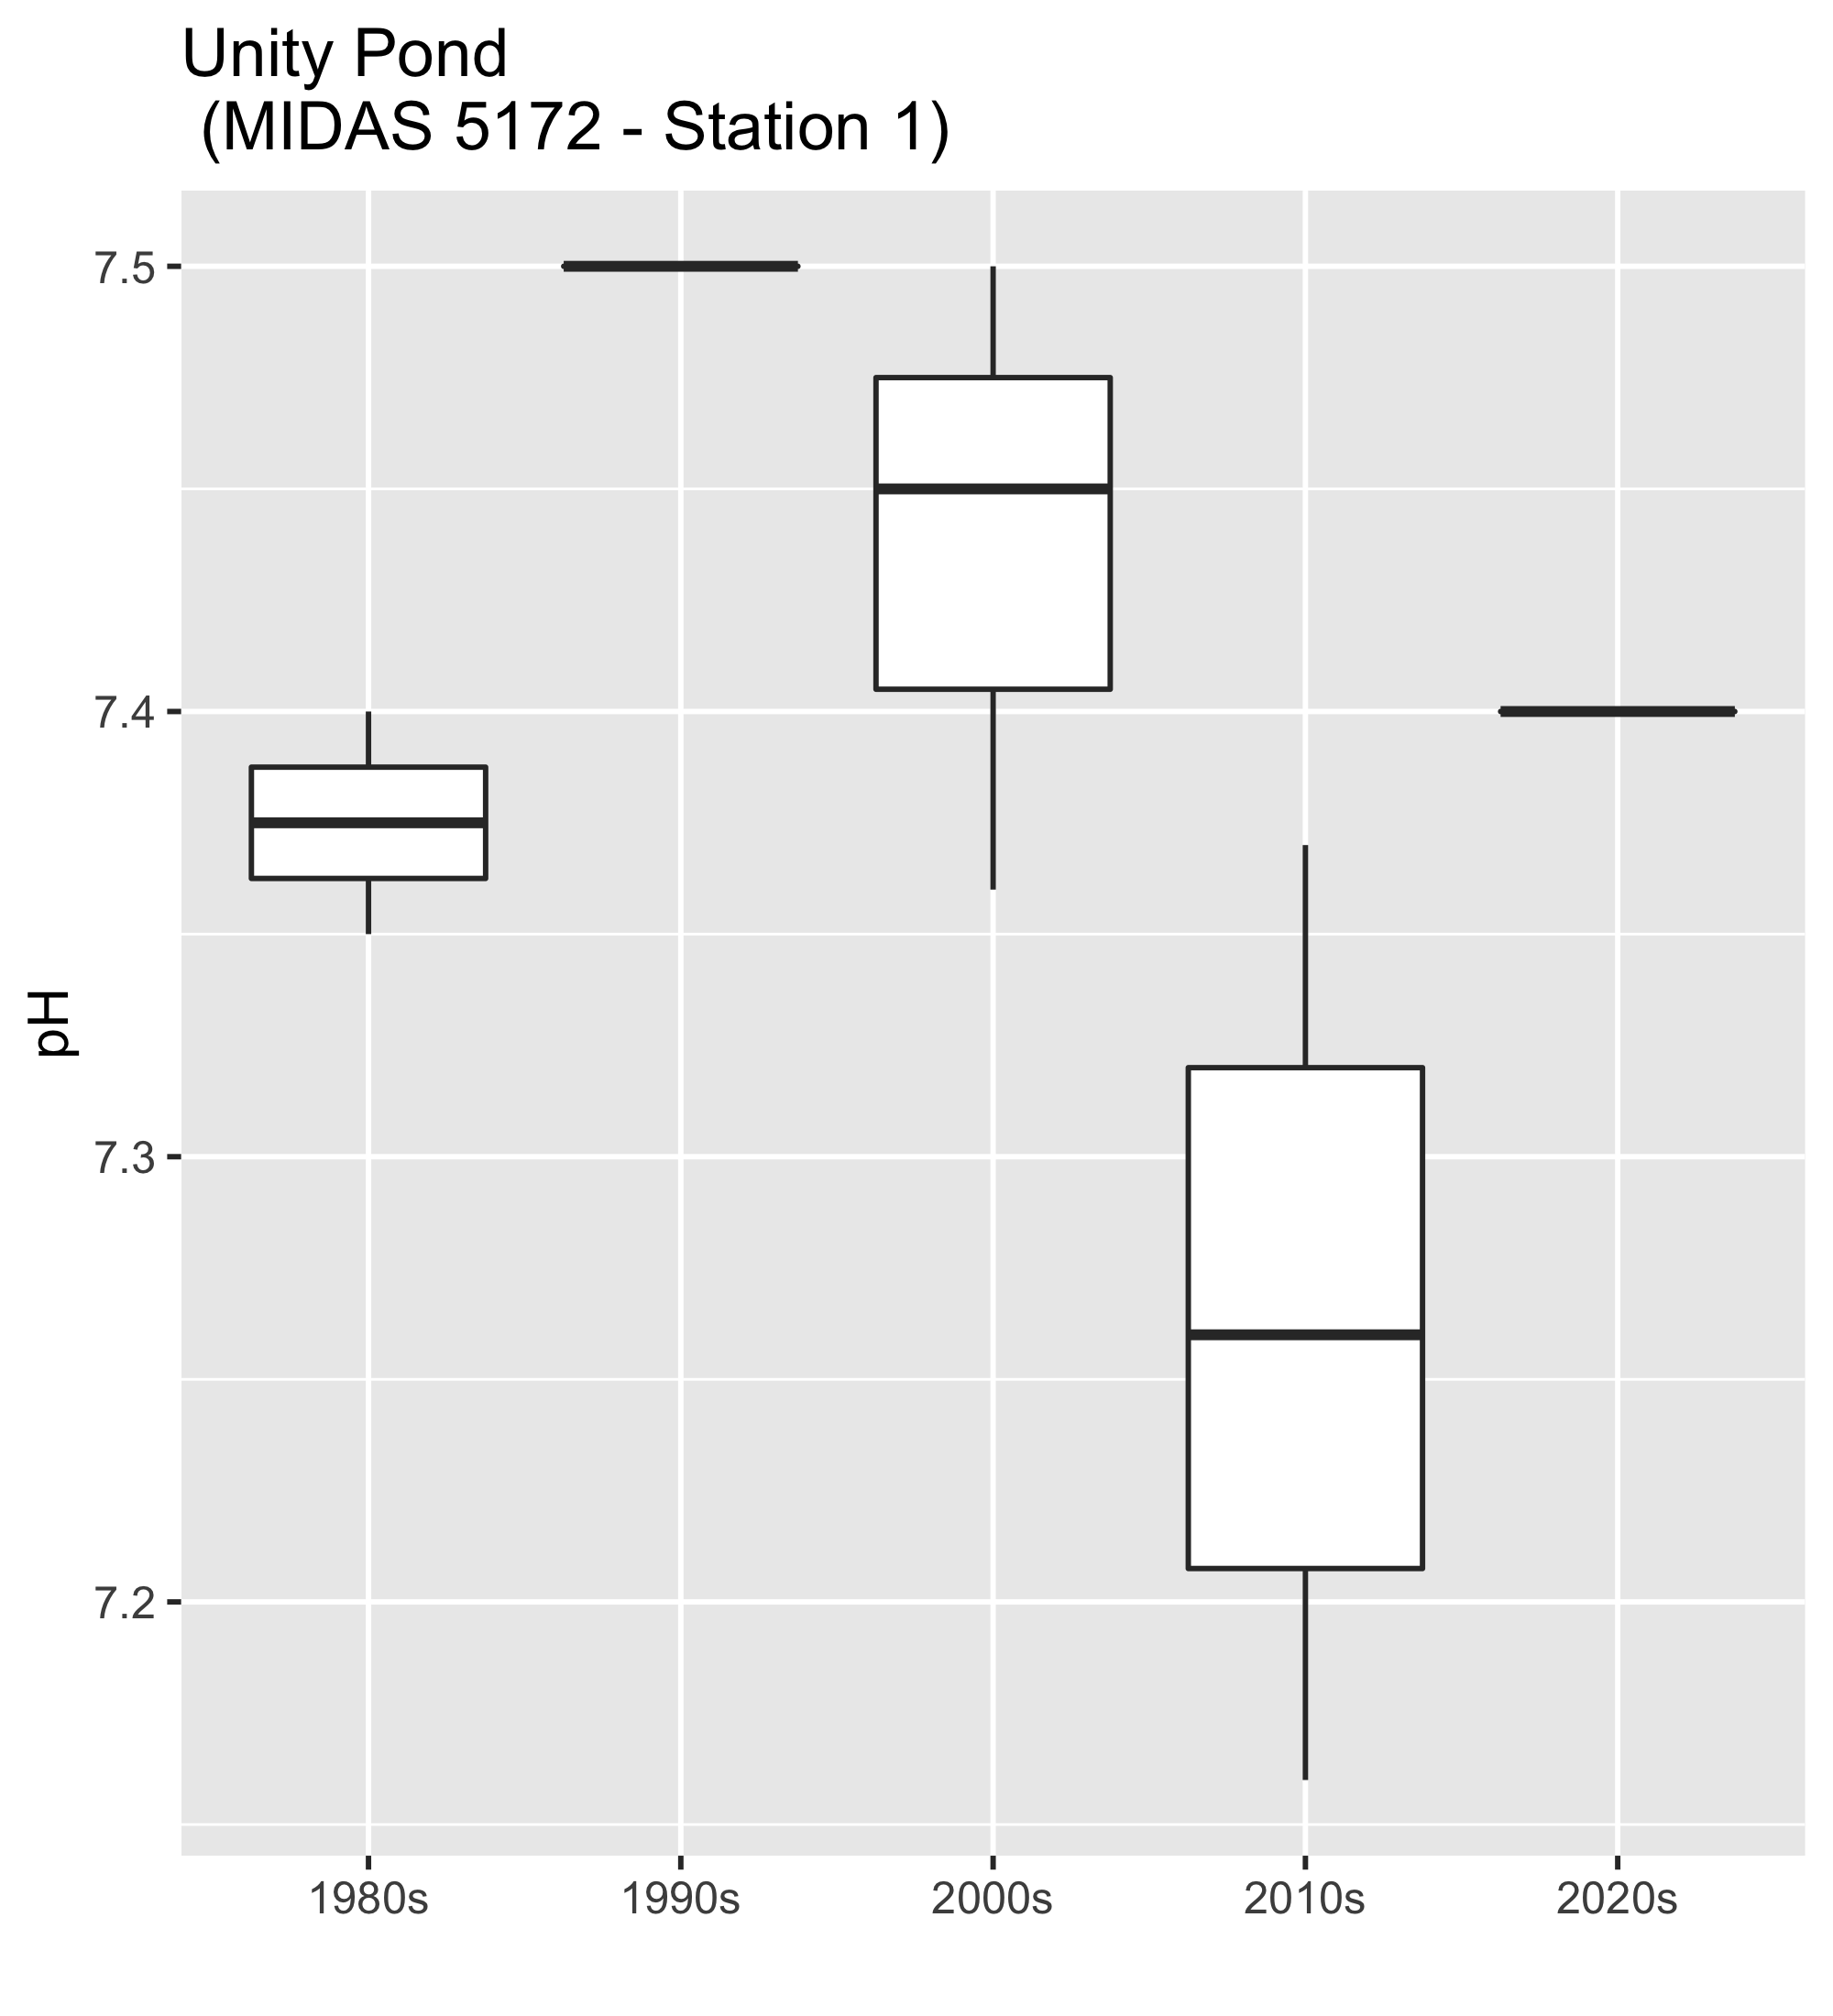 Unity Pond
(MIDAS 5172 - Station 1)
7.5
7.4
7.3
7.2
pH
1980s 1990s 2000s 2010s 2020s